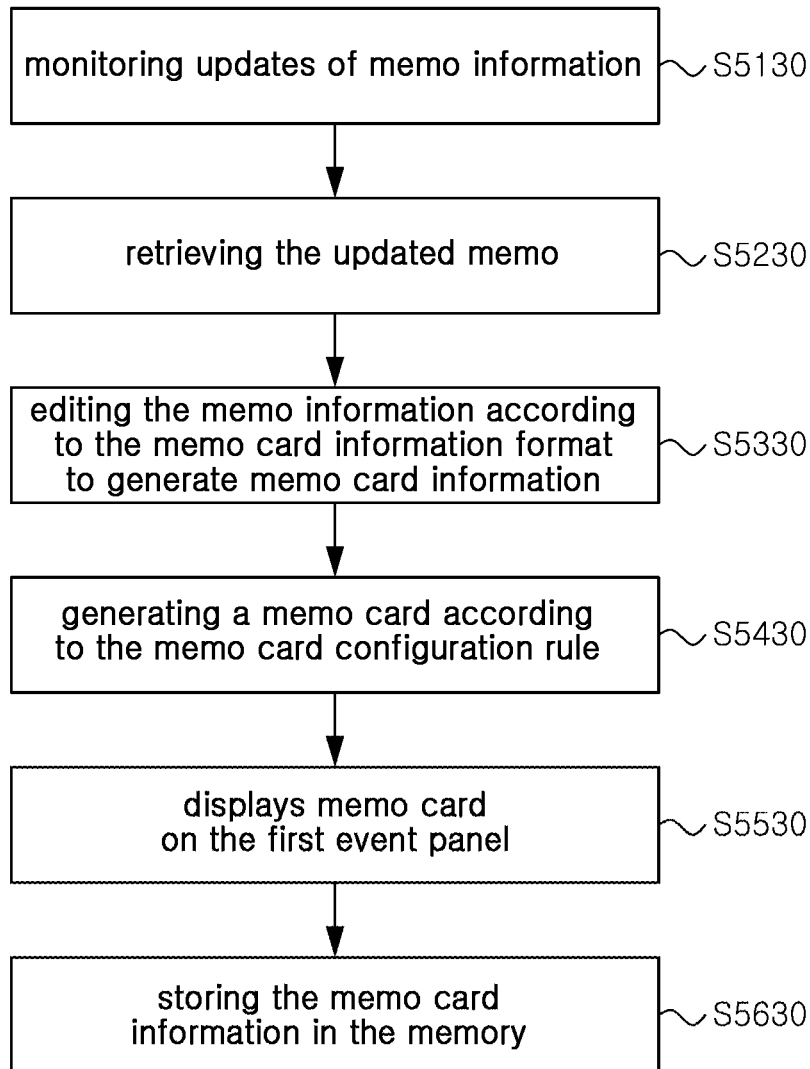 monitoring updates of memo information
S5130
retrieving the updated memo
S5230
editing the memo information according
to the memo card information format
to generate memo card information
S5330
generating a memo card according
to the memo card configuration rule
S5430
displays memo card
on the first event panel
S5530
storing the memo card
information in the memory
S5630